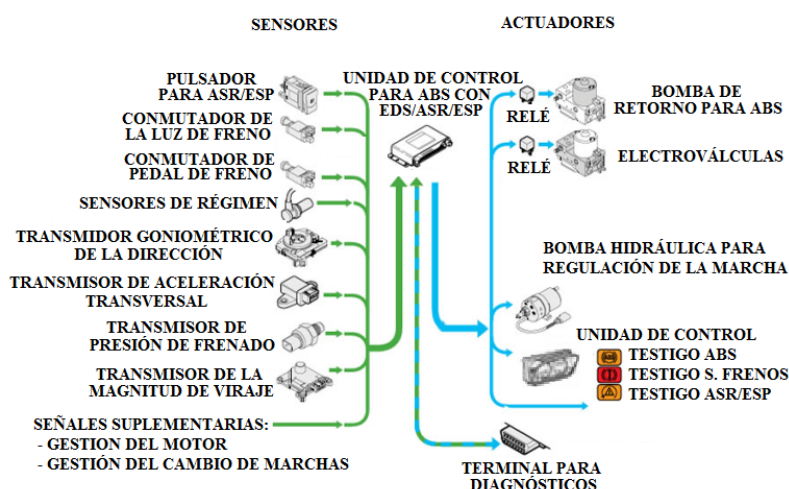 SENSORES
PULSADOR
PARA ASR/ESP
CONMUTADOR DE
LA LUZ DE FRENO
CONMUTADOR DE
PEDAL DE FRENO
SENSORES DE RÉGIMEN
TRANSMIDOR GONIOMÉTRICO
DE LA DIRECCIÓN
TRANSMISOR DE ACELERACIÓN
TRANSVERSAL
TRANSMISOR DE
PRESIÓN DE FRENADO
TRANSMISOR DE LA
MAGNITUD DE VIRAJE
SEÑALES SUPLEMENTARIAS:
- GESTION DEL MOTOR
- GESTIÓN DEL CAMBIO DE MARCHAS
UNIDAD DE CONTROL
PARA ABS CON
EDS/ASR/ESP
ACTUADORES
RELÉ
BOMBA DE
RETORNO PARA ABS
RELÉ
ELECTROVÁLCULAS
BOMBA HIDRÁULICA PARA
REGULACIÓN DE LA MARCHA
UNIDAD DE CONTROL
TESTIGO ABS
TESTIGO S. FRENOS
TESTIGO ASR/ESP
TERMINAL PARA
DIAGNÓSTICOS